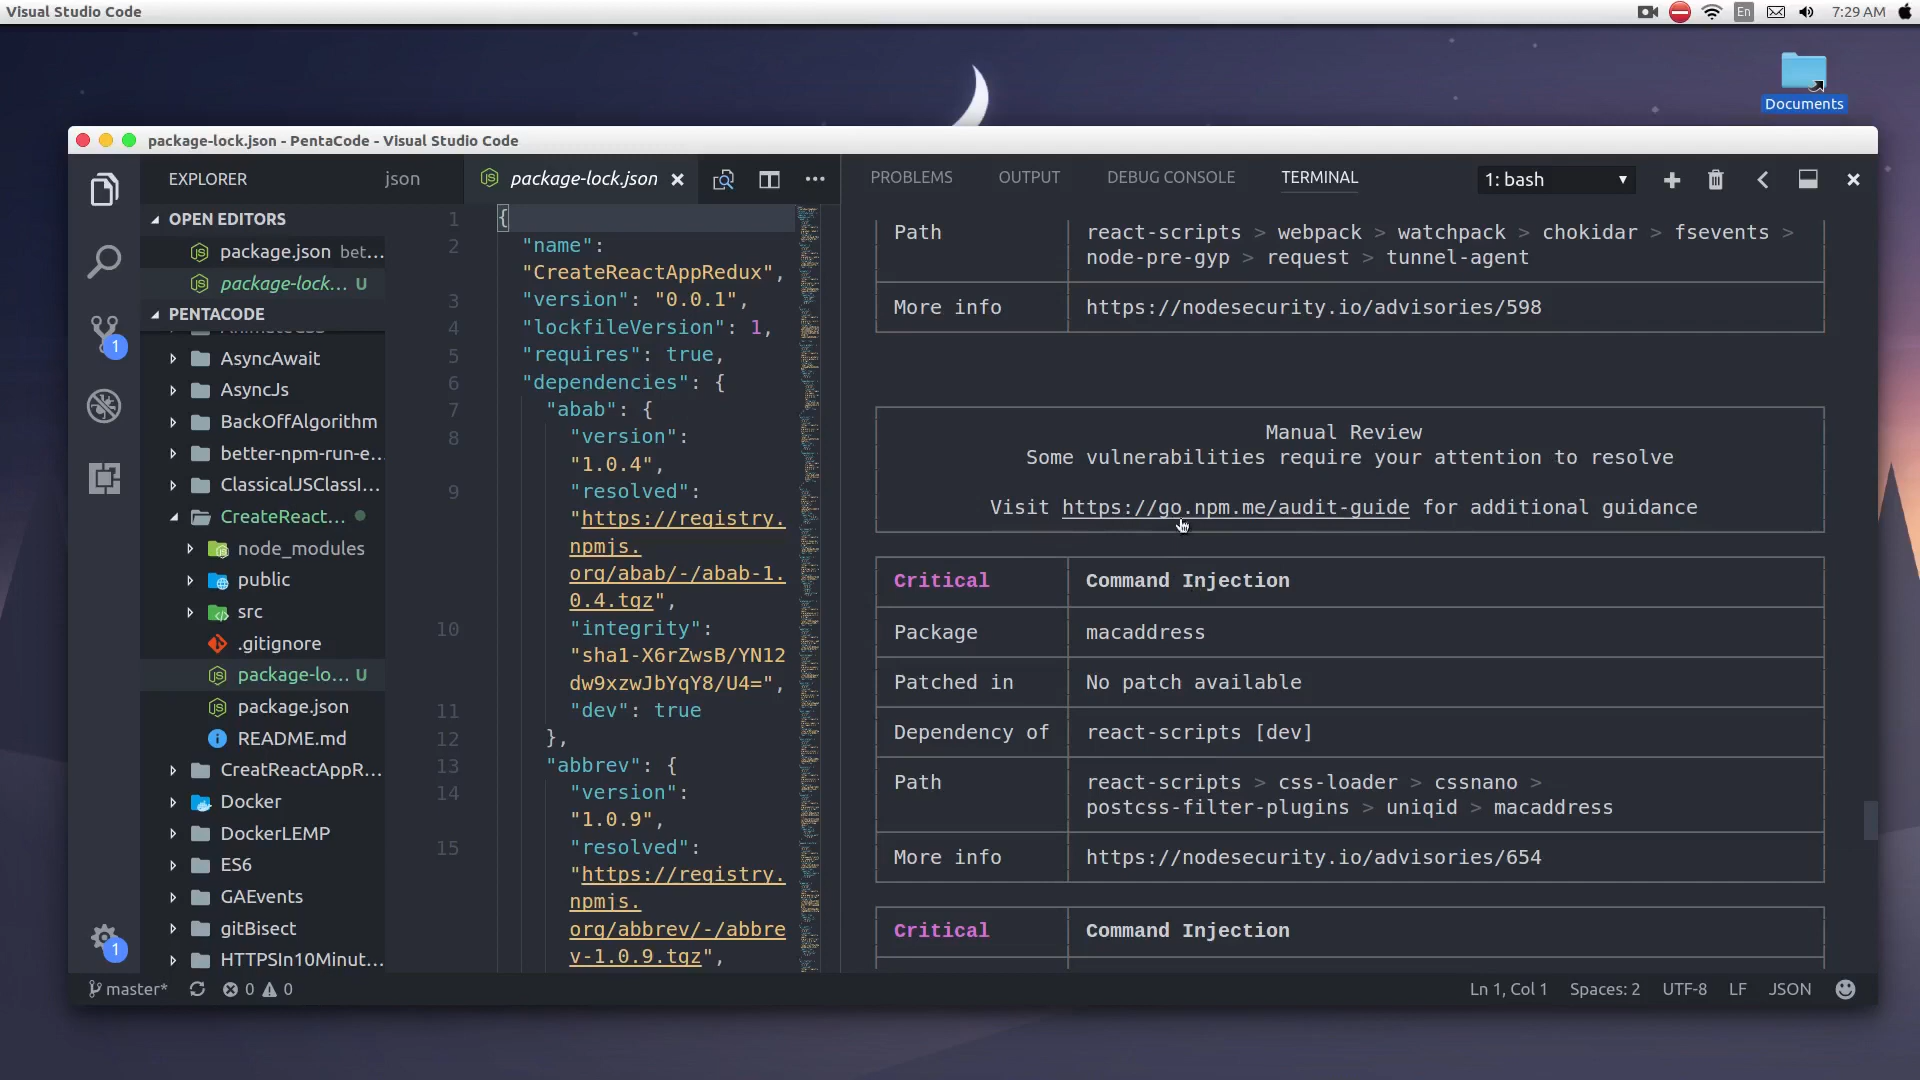 Visual Studio Code
En
7:29 AM
Documents
package-lock.json - PentaCode - Visual Studio Code
EXPLORER
OPEN EDITORS
package.json bet...
package-lock... U
PENTACODE
AsyncAwait
AsyncJs
BackOffAlgorithm
better-npm-run-e...
ClassicalJSClassI...
CreateReact...
node_modules
public
src
.gitignore
package-lo... U
package.json
README.md
CreatReactAppR...
Docker
DockerLEMP
ES6
GAEvents
gitBisect
HTTPSIn10Minut...
1
1
json
package-lock.json
1 {
2 "name":
"CreateReactAppRedux",
3 "version": "0.0.1",
4 "lockfileVersion": 1,
5 "requires": true,
6 "dependencies": {
7 "abab": {
8 "version":
"1.0.4",
9 "resolved":
"https://registry.
npmjs.
org/abab/-/abab-1.
0.4.tgz",
10 "integrity":
"sha1-X6rZwsB/YN12
dw9xzwJbYqY8/U4=",
11 "dev": true
12 },
13 "abbrev": {
14 "version":
"1.0.9",
15 "resolved":
"https://registry.
npmjs.
org/abbrev/-/abbre
v-1.0.9.tgz",
PROBLEMS OUTPUT DEBUG CONSOLE TERMINAL
1: bash
Path react-scripts > webpack > watchpack > chokidar > fsevents >
node-pre-gyp > request > tunnel-agent
More info https://nodesecurity.io/advisories/598
Manual Review
Some vulnerabilities require your attention to resolve
Visit https://go.npm.me/audit-guide for additional guidance
Critical Command Injection
Package macaddress
Patched in No patch available
Dependency of react-scripts [dev]
Path react-scripts > css-loader > cssnano >
postcss-filter-plugins > uniqid > macaddress
More info https://nodesecurity.io/advisories/654
Critical Command Injection
master* 0 0
Ln 1, Col 1 Spaces: 2 UTF-8 LF JSON